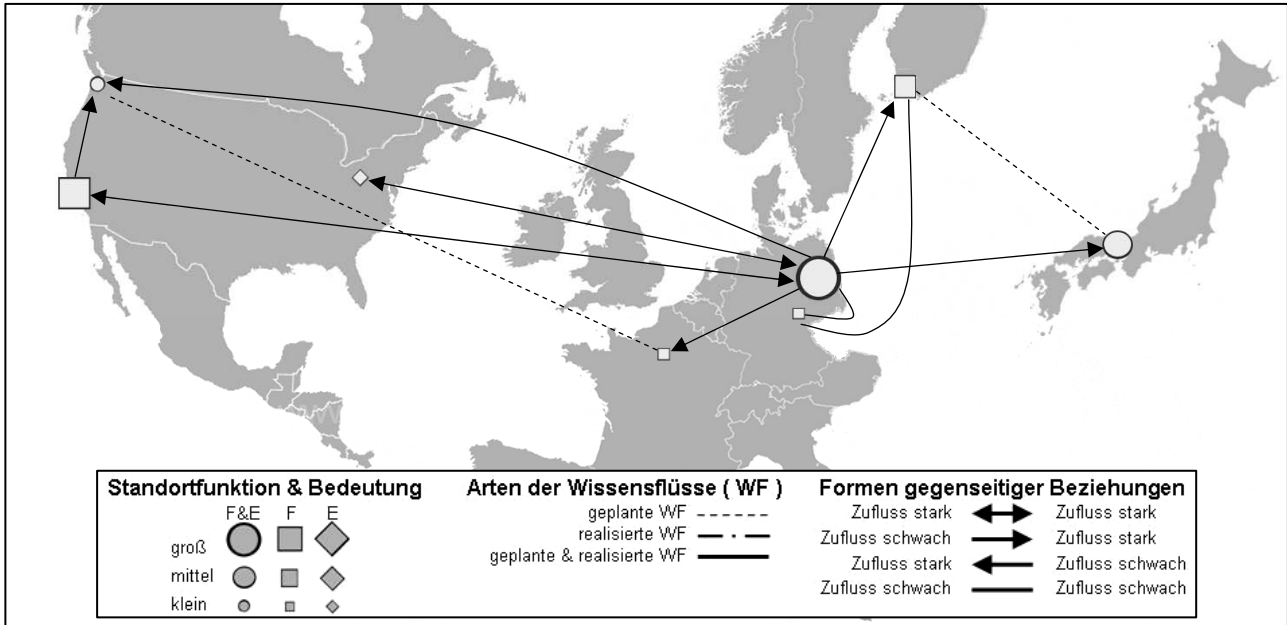 Standortfunktion & Bedeutung
F&E F E
groß
mittel
klein
Arten der Wissensflüsse ( WF )
geplante WF
realisierte WF
geplante & realisierte WF
Formen gegenseitiger Beziehungen
Zufluss stark Zufluss stark
Zufluss schwach Zufluss stark
Zufluss stark Zufluss schwach
Zufluss schwach Zufluss schwach